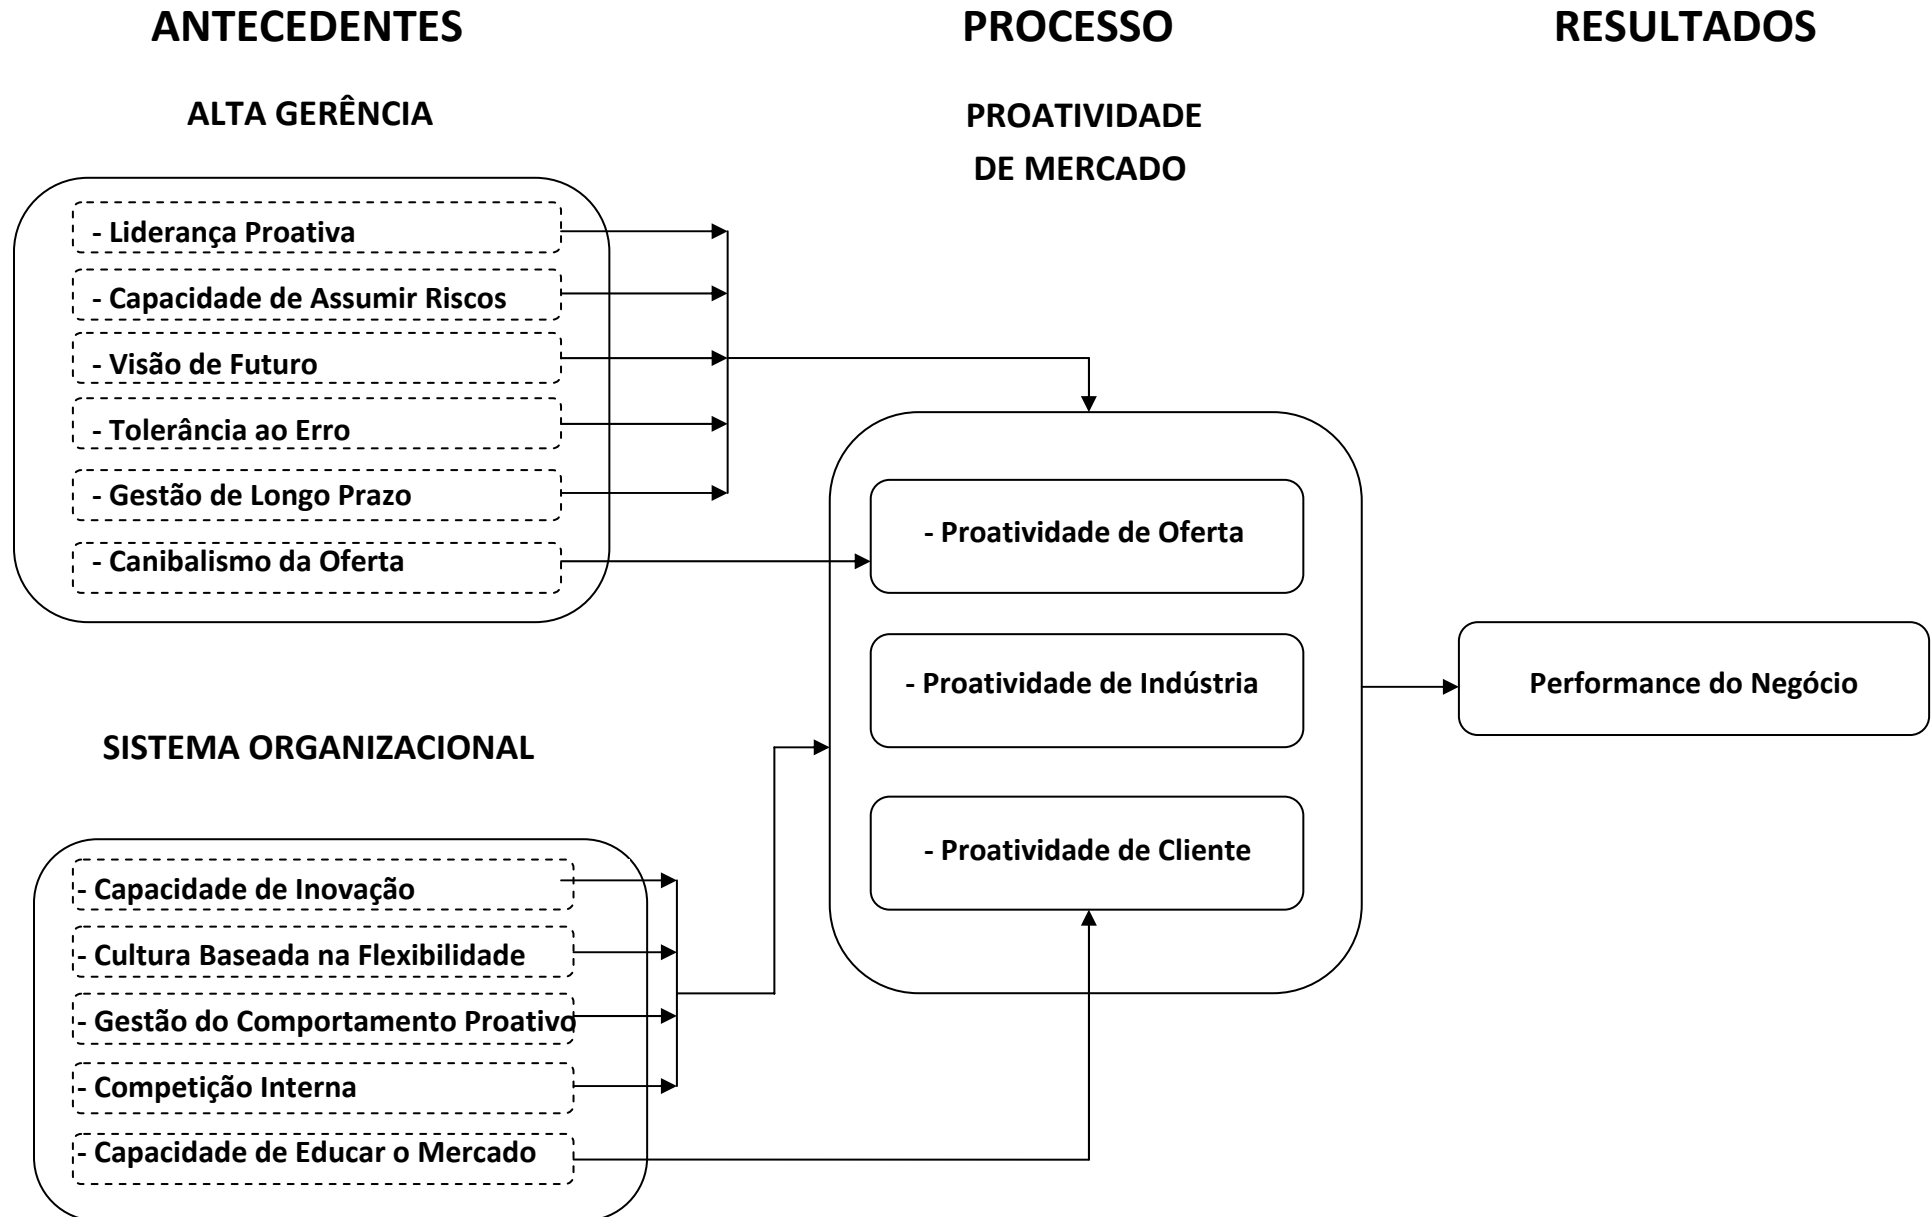 ANTECEDENTES
PROCESSO
RESULTADOS
ALTA GERÊNCIA
PROATIVIDADE
DE MERCADO
- Liderança Proativa
- Capacidade de Assumir Riscos
- Visão de Futuro
- Tolerância ao Erro
- Gestão de Longo Prazo
- Canibalismo da Oferta
- Proatividade de Oferta
- Proatividade de Indústria
- Proatividade de Cliente
Performance do Negócio
SISTEMA ORGANIZACIONAL
- Capacidade de Inovação
- Cultura Baseada na Flexibilidade
- Gestão do Comportamento Proativo
- Competição Interna
- Capacidade de Educar o Mercado